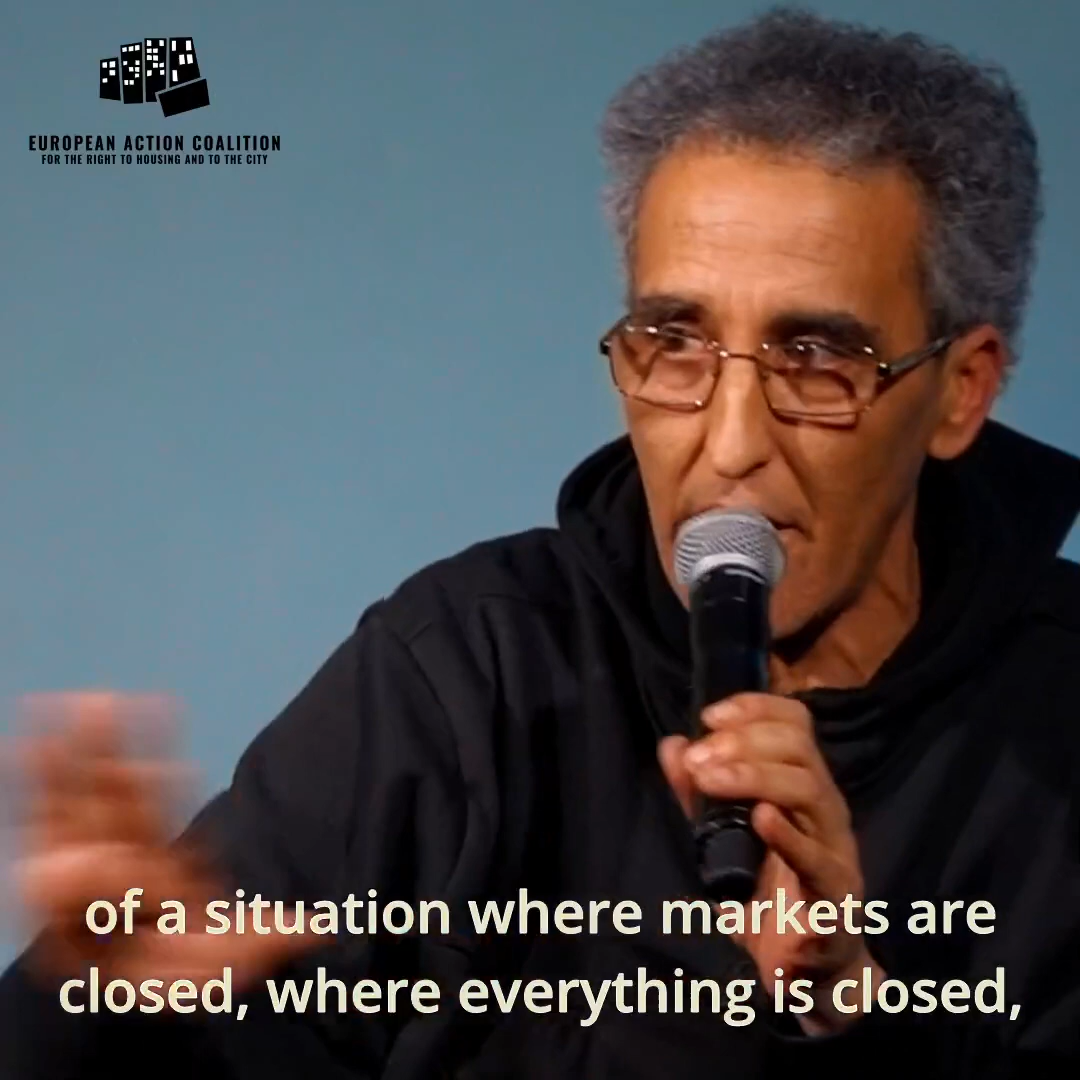 EUROPEAN ACTION COALITION
FOR THE RIGHT TO HOUSING AND TO THE CITY
of a situation where markets are
closed, where everything is closed,